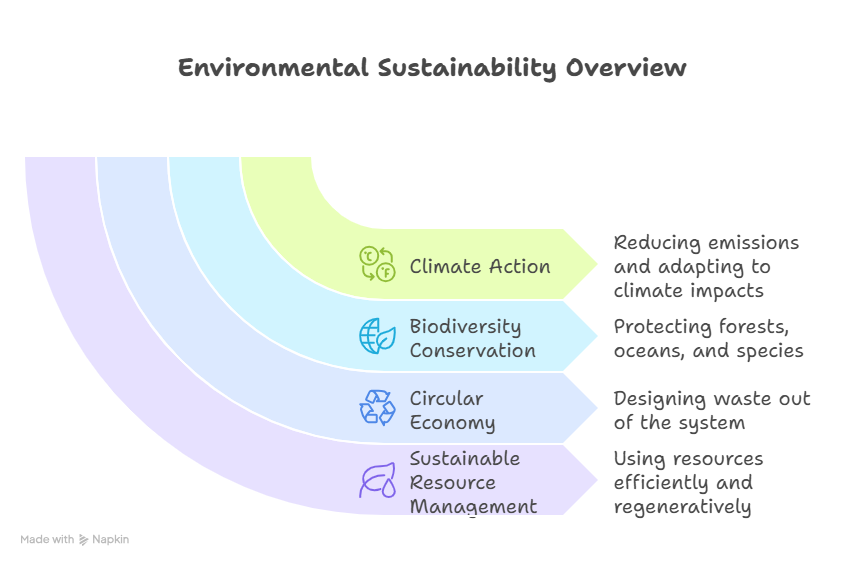 Environmental Sustainability Overview
°C
°F
Climate Action
Reducing emissions
and adapting to
climate impacts
Biodiversity
Conservation
Protecting forests,
oceans, and species
Circular
Economy
Designing waste out
of the system
Sustainable
Resource
Management
Using resources
efficiently and
regeneratively
Made with Napkin